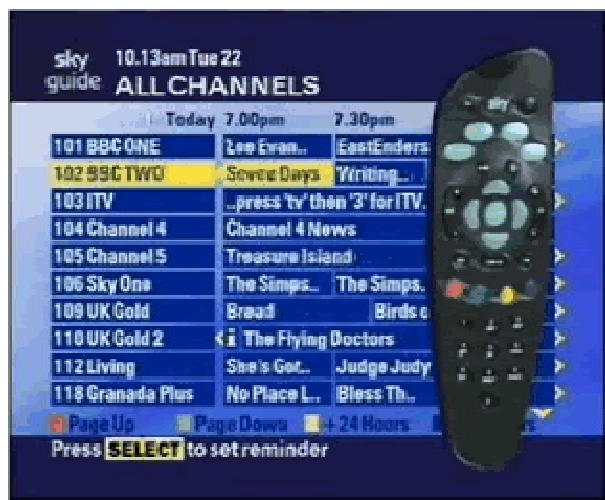 sky 10.13am Tue 22
guide ALL CHANNELS
Today 7.00pm 7.30pm
101 BBC ONE Zoe Evan.. EastEnders
102 BBC TWO Seven Days Writing..
103 ITV ..press 'tv' then '3' for ITV.
104 Channel 4 Channel 4 News
105 Channel 5 Treasure Island
106 Sky One The Simps.. The Simps.
109 UK Gold Bread Birds o
110 UK Gold 2 i The Flying Doctors
112 Living She's Got.. Judge Judy
118 Granada Plus No Place L.. Bless Th..
Page Up Page Down + 24 Hours
Press SELECT to set reminder